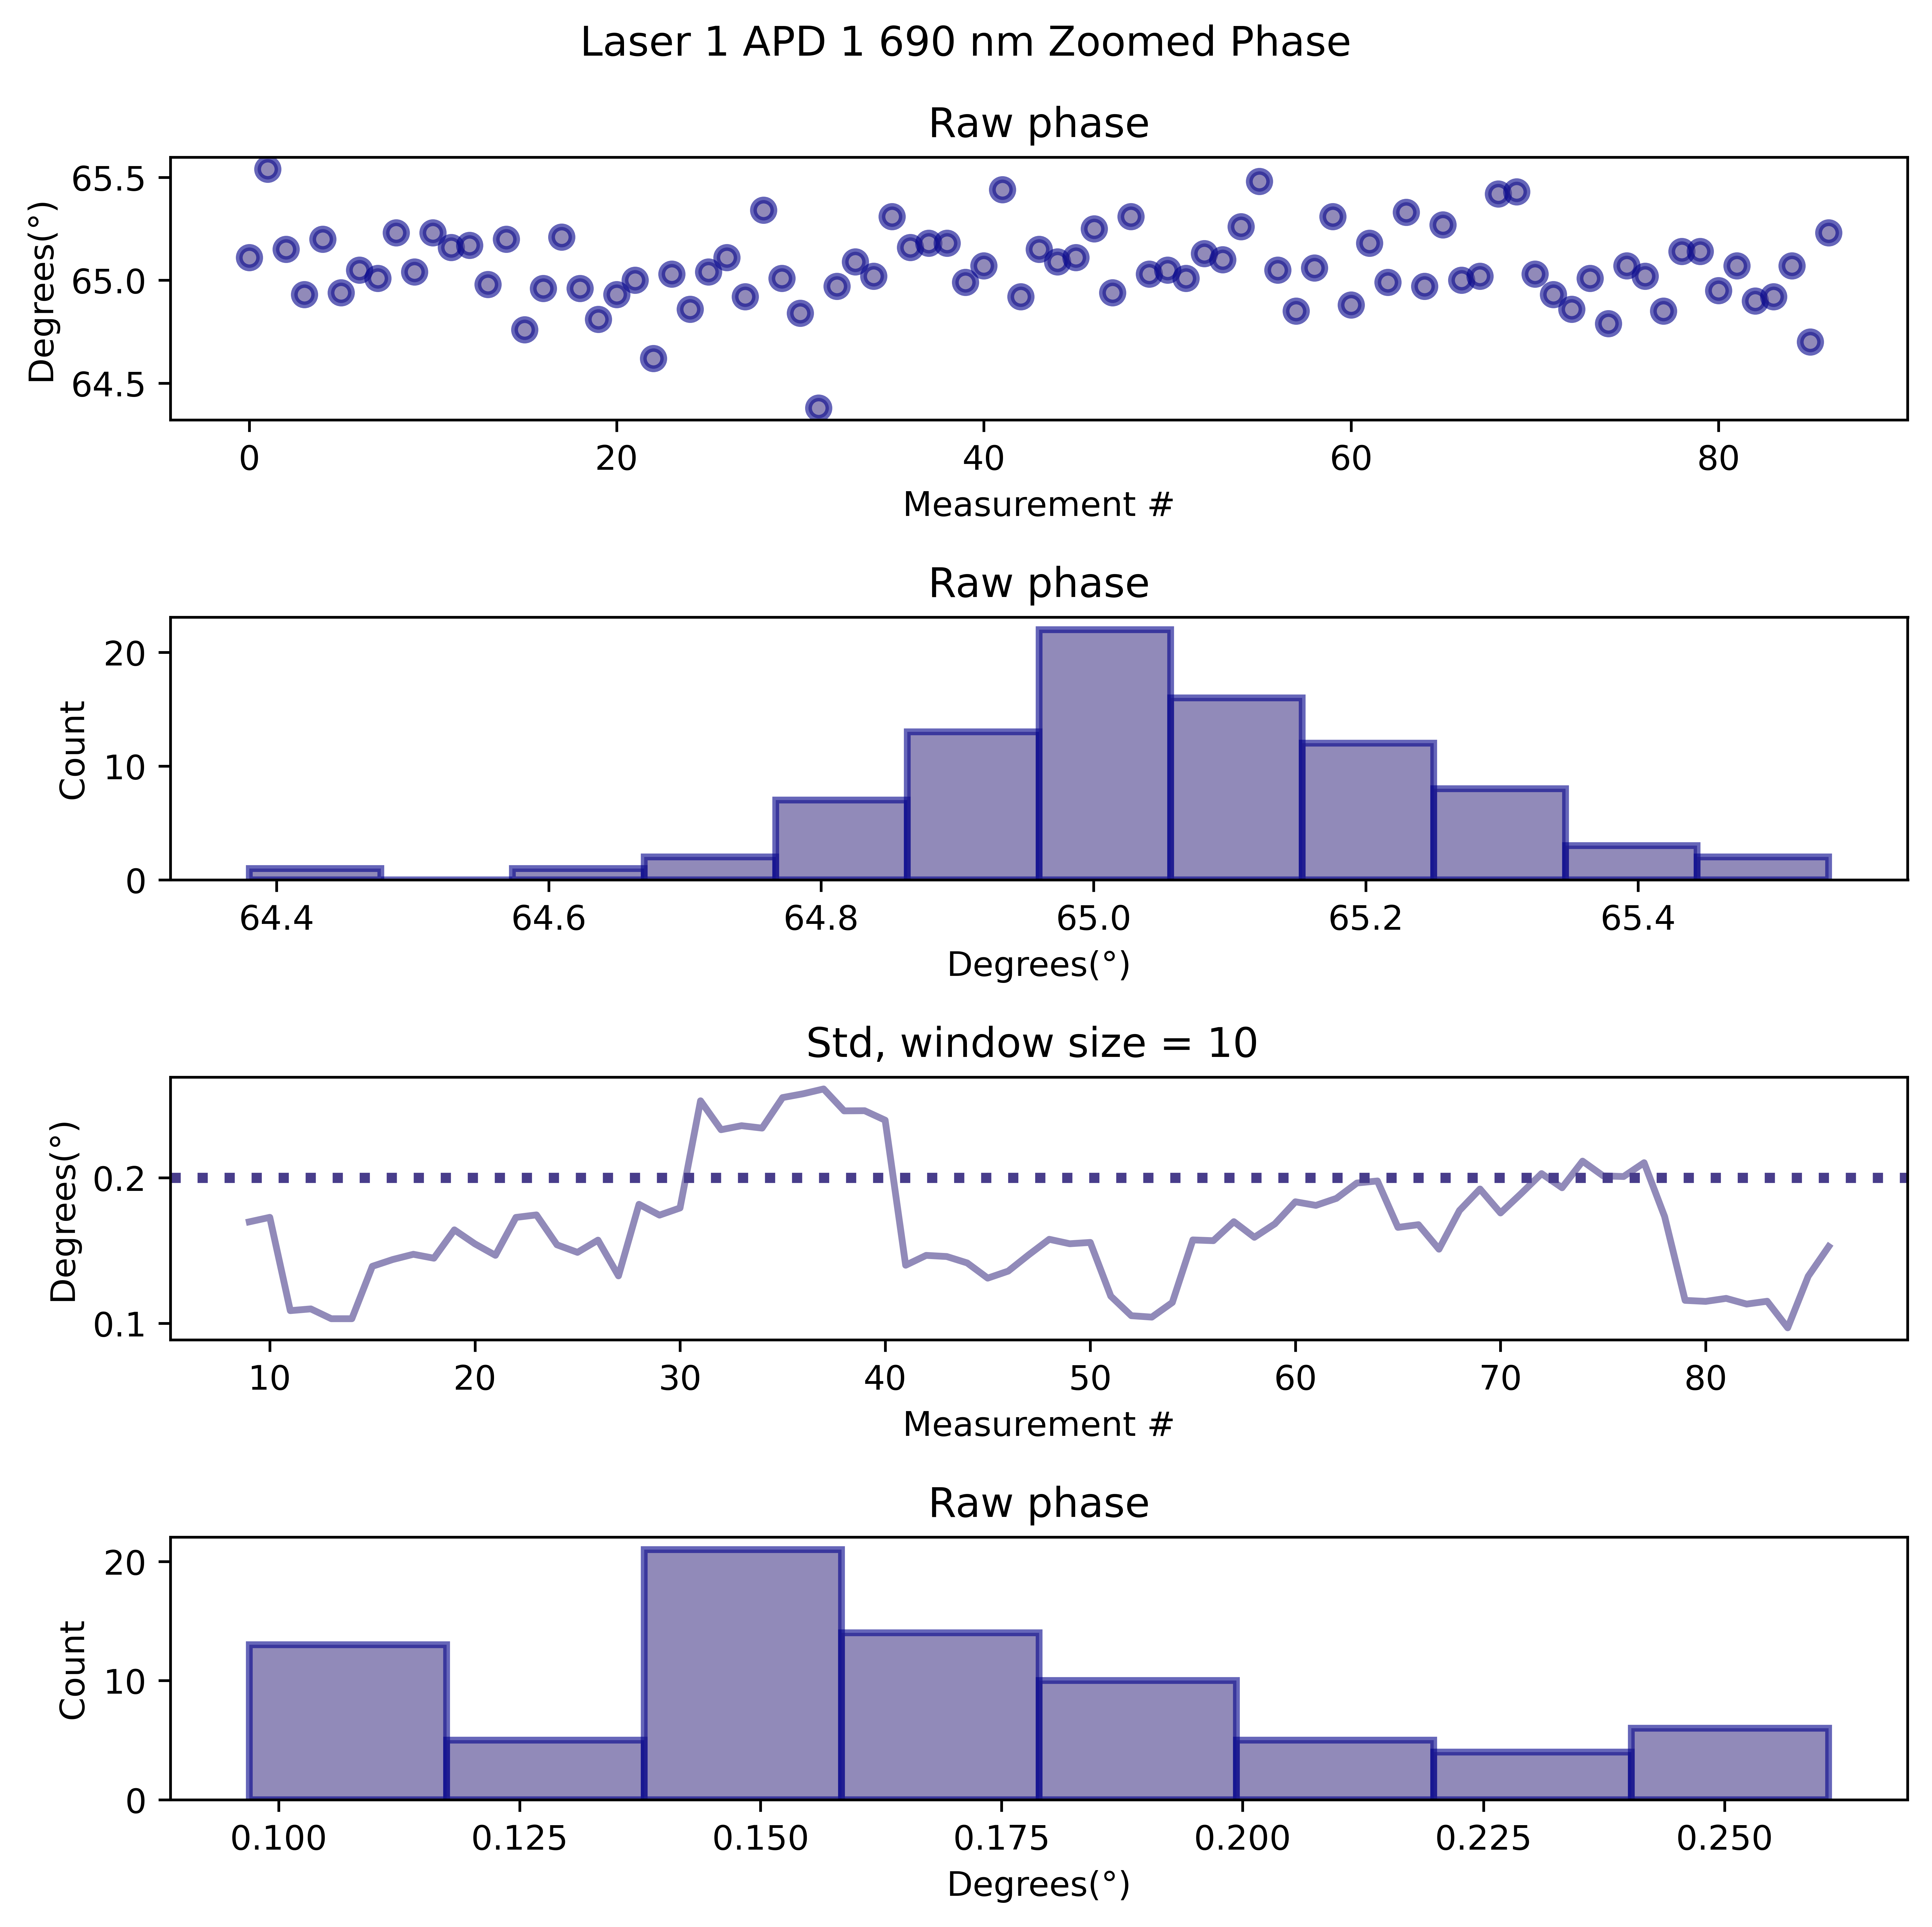 Laser 1 APD 1 690 nm Zoomed Phase
Raw phase
Degrees(°)
65.5
65.0
64.5
0 20 40 60 80
Measurement #
Raw phase
Count
20
10
0
64.4 64.6 64.8 65.0 65.2 65.4
Degrees(°)
Std, window size = 10
Degrees(°)
0.2
0.1
10 20 30 40 50 60 70 80
Measurement #
Raw phase
Count
20
10
0
0.100 0.125 0.150 0.175 0.200 0.225 0.250
Degrees(°)